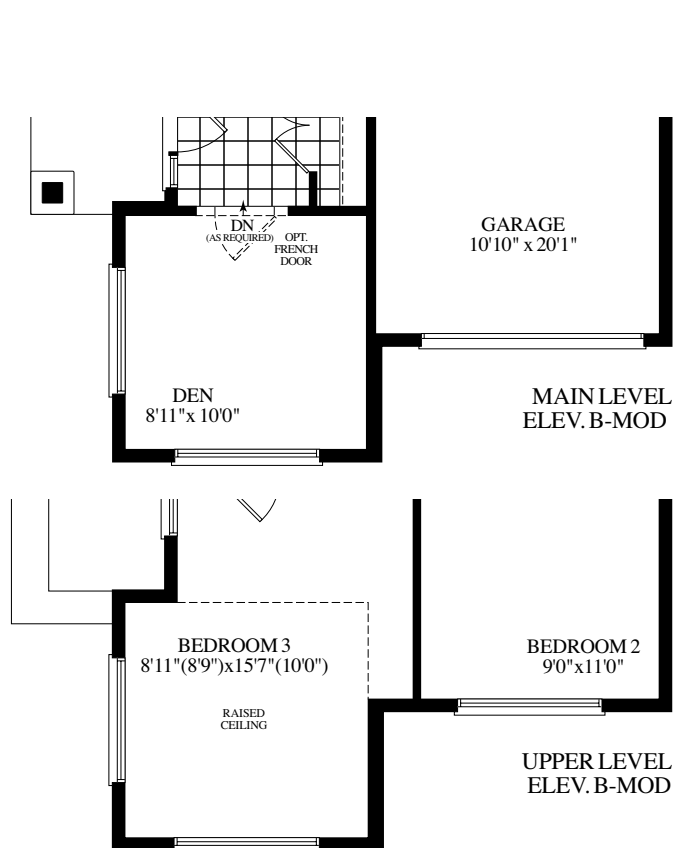 DN
(AS REQUIRED)
OPT.
FRENCH
DOOR
GARAGE
10'10" x 20'1"
DEN
8'11"x 10'0"
MAIN LEVEL
ELEV. B-MOD
BEDROOM 3
8'11"(8'9")x15'7"(10'0")
RAISED
CEILING
BEDROOM 2
9'0"x11'0"
UPPER LEVEL
ELEV. B-MOD